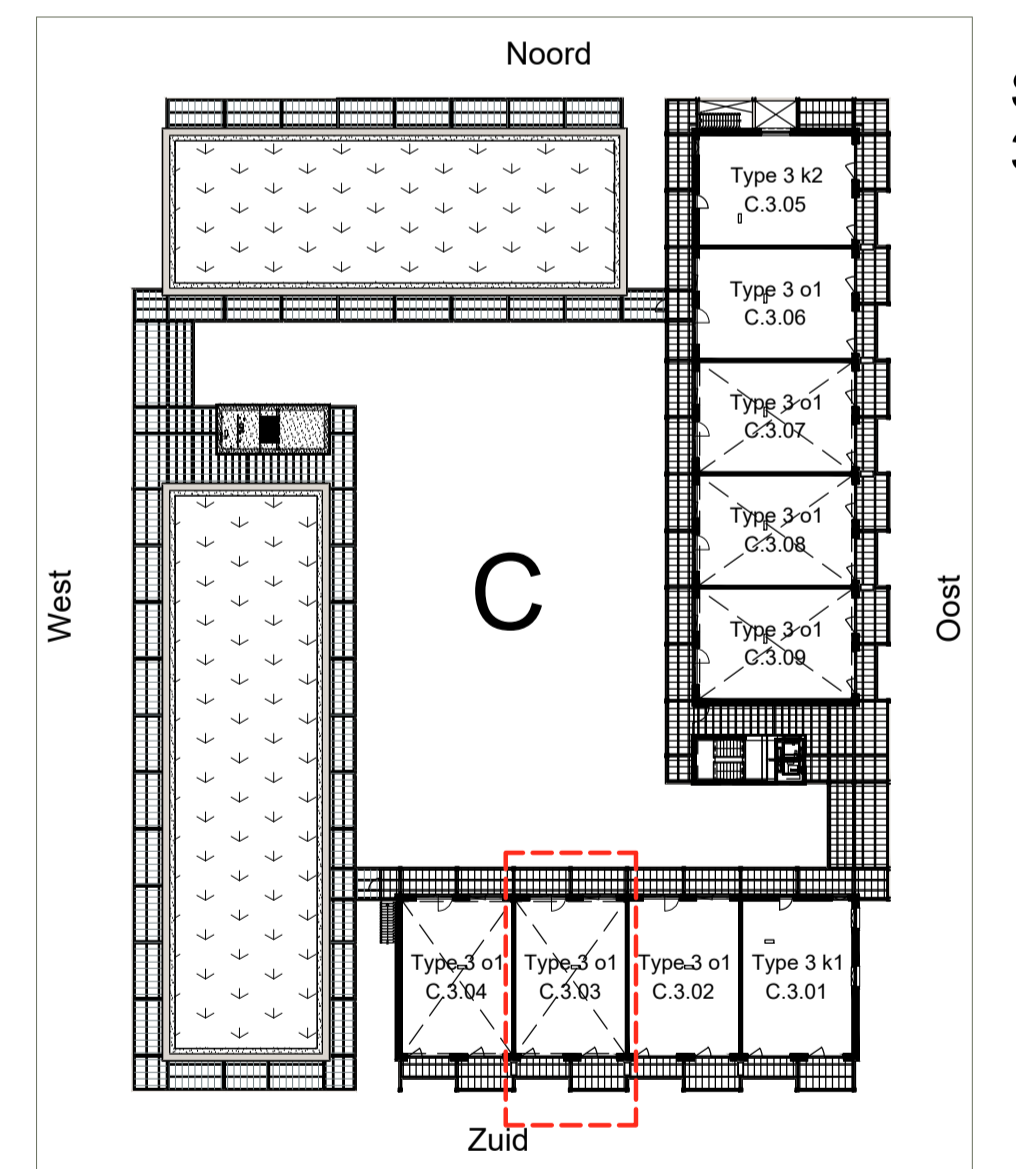 Noord
Type 3 k2
C.3.05
Type 3 o1
C.3.06
Type 3 o1
C.3.07
Type 3 o1
C.3.08
Type 3 o1
C.3.09
C
West
Oost
Type 3 o1
C.3.04
Type 3 o1
C.3.03
Type 3 o1
C.3.02
Type 3 k1
C.3.01
Zuid